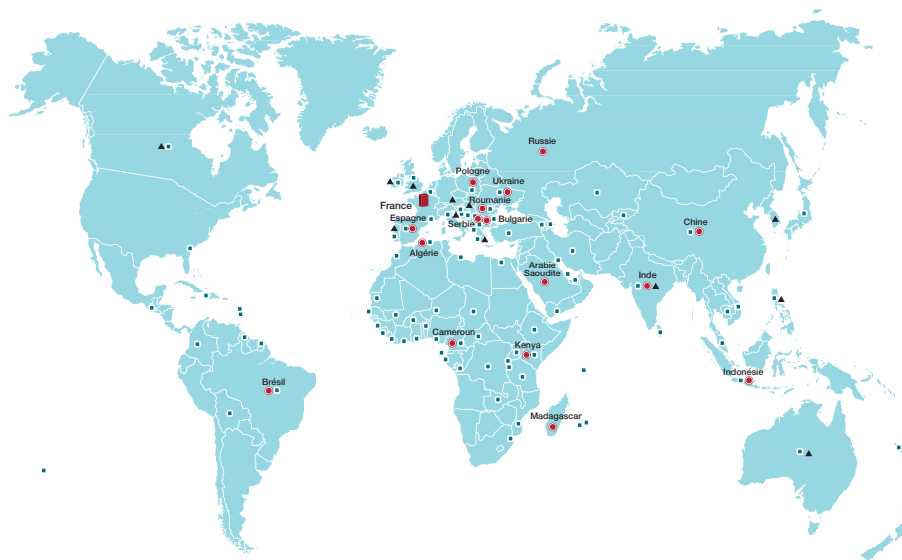 Russie
Pologne
Ukraine
France
Roumanie
Espagne
Serbie
Bulgarie
Chine
Algérie
Arabie
Saoudite
Inde
Cameroun
Kenya
Indonésie
Brésil
Madagascar